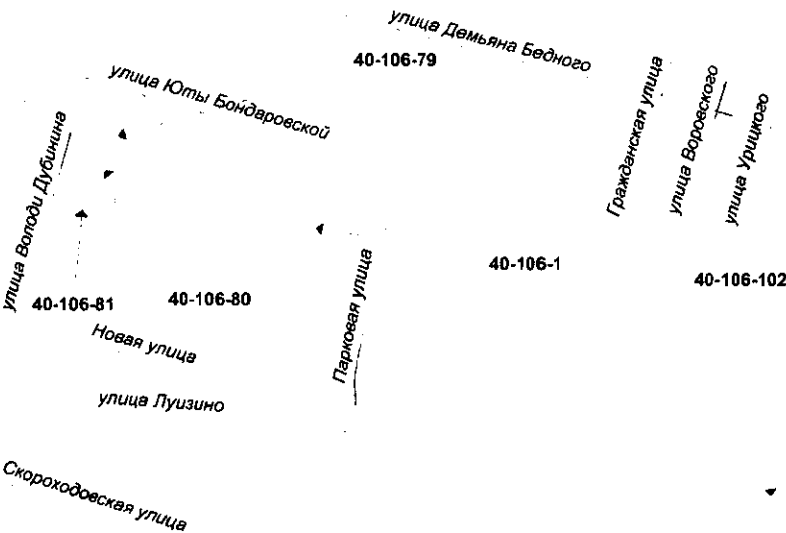 улица Демьяна Бедного
40-106-79
улица Юты Бондаровской
Гражданская улица
улица Воровского
улица Урицкого
улица Володи Дубинина
40-106-1
40-106-102
40-106-81
40-106-80
Парковая улица
Новая улица
улица Луизино
Скороходовская улица